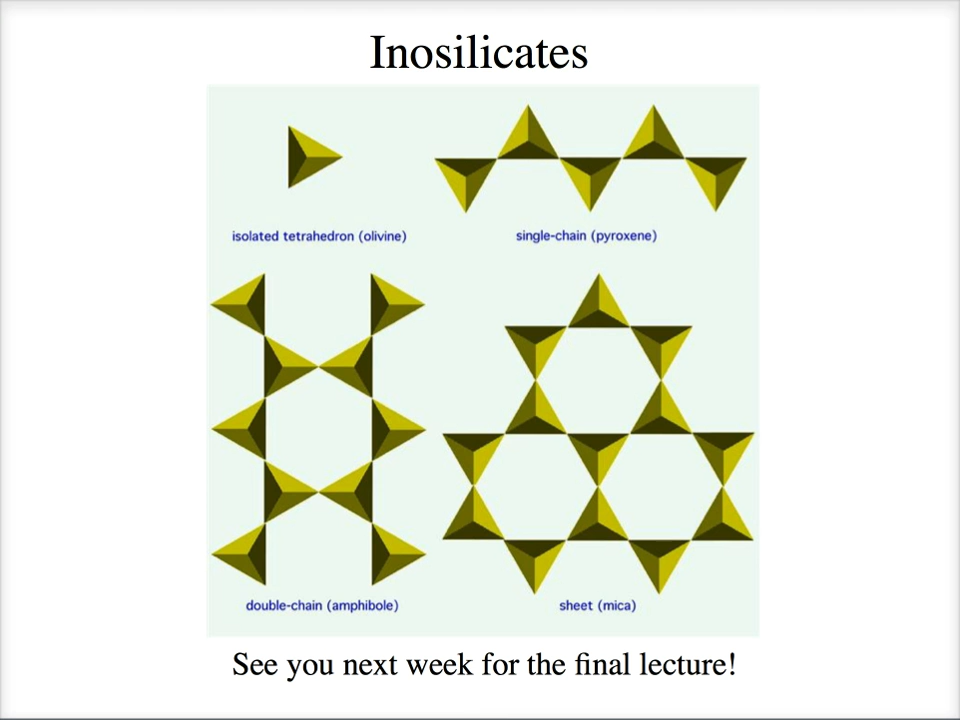 Inosilicates
isolated tetrahedron (olivine)
single-chain (pyroxene)
double-chain (amphibole)
sheet (mica)
See you next week for the final lecture!